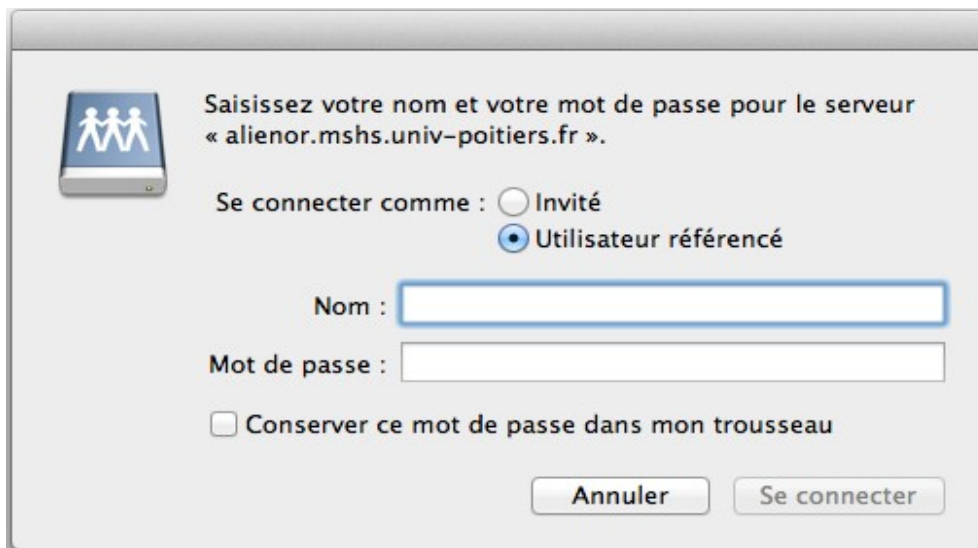 Saisissez votre nom et votre mot de passe pour le serveur
« alienor.mshs.univ-poitiers.fr ».
Se connecter comme : Invité
Utilisateur référencé
Nom :
Mot de passe :
Conserver ce mot de passe dans mon trousseau
Annuler Se connecter